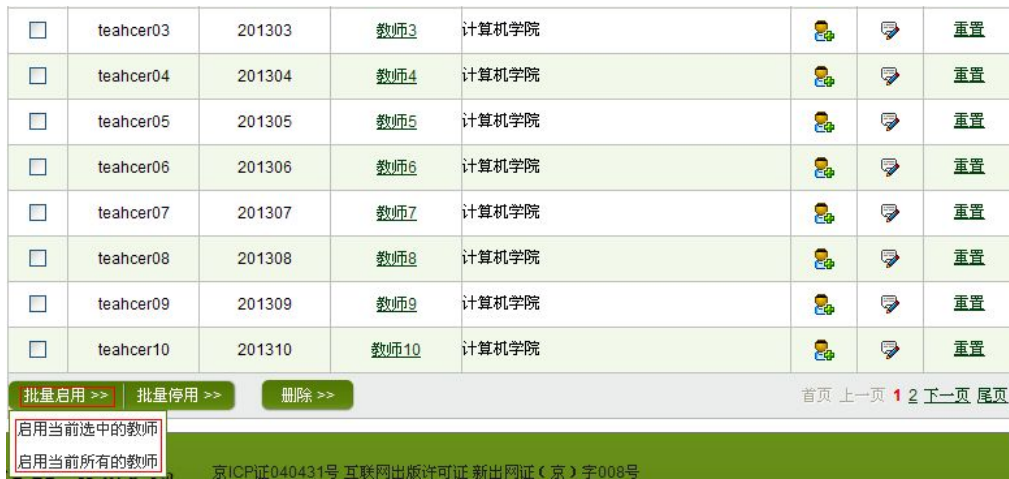 teahcer03 201303 教师3 计算机学院 重置
teahcer04 201304 教师4 计算机学院 重置
teahcer05 201305 教师5 计算机学院 重置
teahcer06 201306 教师6 计算机学院 重置
teahcer07 201307 教师7 计算机学院 重置
teahcer08 201308 教师8 计算机学院 重置
teahcer09 201309 教师9 计算机学院 重置
teahcer10 201310 教师10 计算机学院 重置
批量启用 >> 批量停用 >> 删除 >> 首页 上一页 1 2 下一页 尾页
启用当前选中的教师
启用当前所有的教师
京ICP证040431号 互联网出版许可证 新出网证（京）字008号